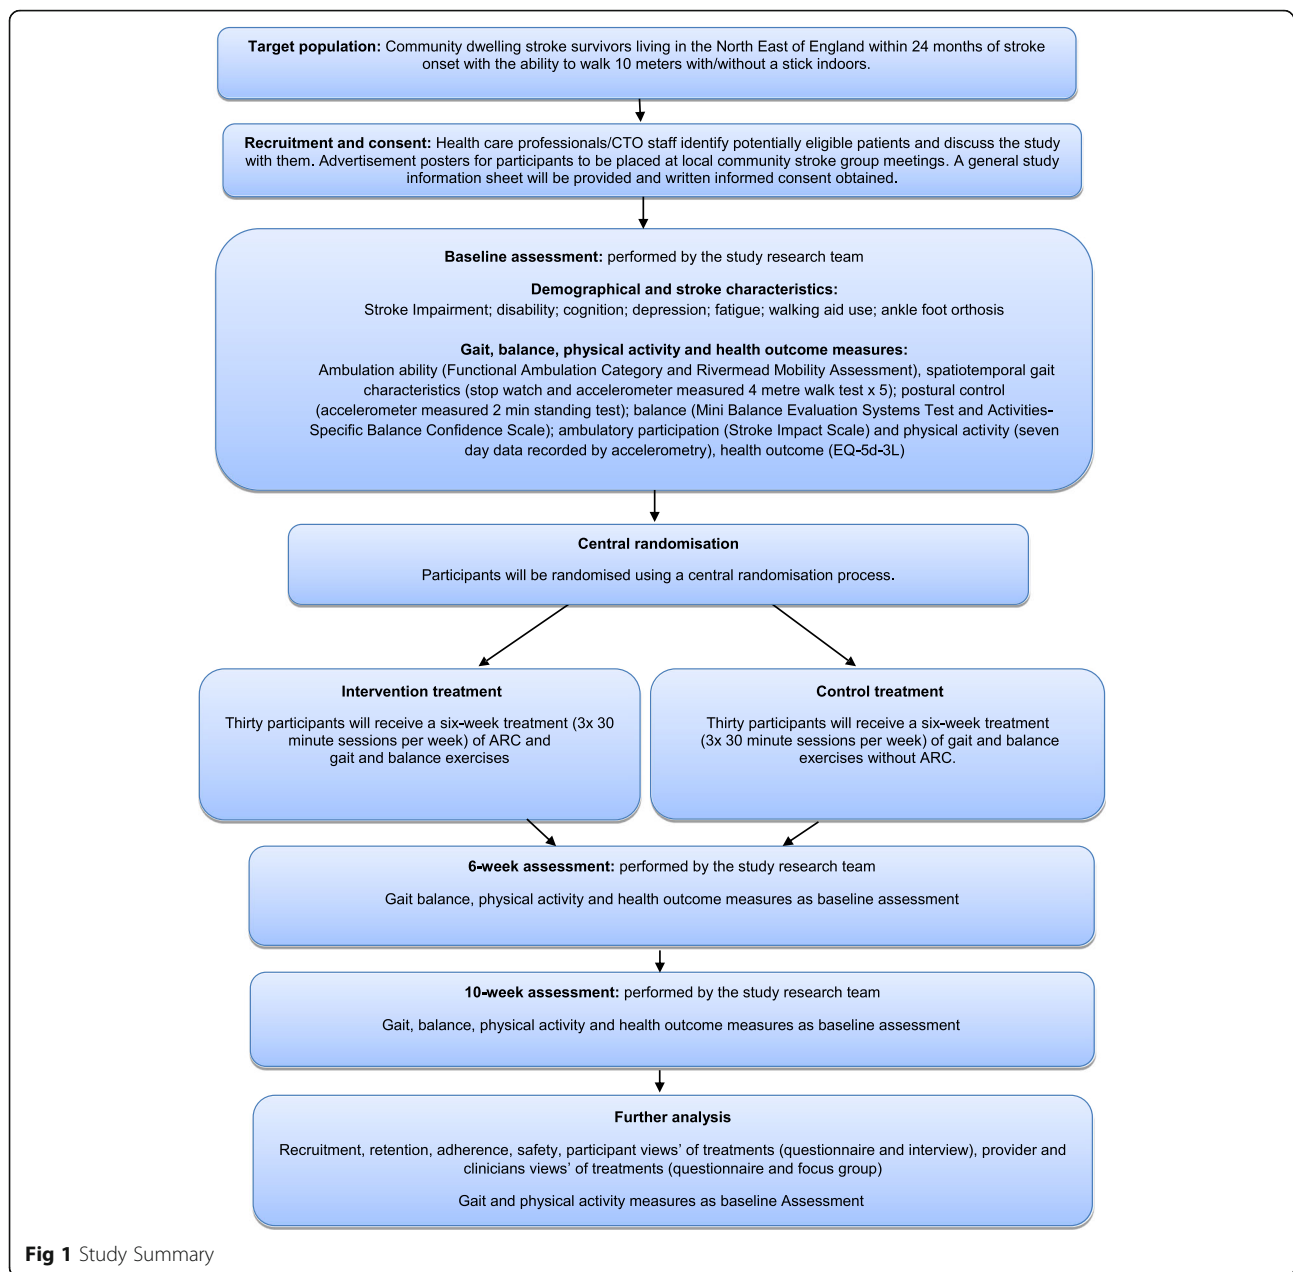 Target population: Community dwelling stroke survivors living in the North East of England within 24 months of stroke
onset with the ability to walk 10 meters with/without a stick indoors.
Recruitment and consent: Health care professionals/CTO staff identify potentially eligible patients and discuss the study
with them. Advertisement posters for participants to be placed at local community stroke group meetings. A general study
information sheet will be provided and written informed consent obtained.
Baseline assessment: performed by the study research team
Demographical and stroke characteristics:
Stroke Impairment; disability; cognition; depression; fatigue; walking aid use; ankle foot orthosis
Gait, balance, physical activity and health outcome measures:
Ambulation ability (Functional Ambulation Category and Rivermead Mobility Assessment), spatiotemporal gait
characteristics (stop watch and accelerometer measured 4 metre walk test x 5); postural control
(accelerometer measured 2 min standing test); balance (Mini Balance Evaluation Systems Test and Activities-
Specific Balance Confidence Scale); ambulatory participation (Stroke Impact Scale) and physical activity (seven
day data recorded by accelerometry), health outcome (EQ-5d-3L)
Central randomisation
Participants will be randomised using a central randomisation process.
Intervention treatment
Thirty participants will receive a six-week treatment (3x 30
minute sessions per week) of ARC and
gait and balance exercises
Control treatment
Thirty participants will receive a six-week treatment
(3x 30 minute sessions per week) of gait and balance
exercises without ARC.
6-week assessment: performed by the study research team
Gait balance, physical activity and health outcome measures as baseline assessment
10-week assessment: performed by the study research team
Gait, balance, physical activity and health outcome measures as baseline assessment
Further analysis
Recruitment, retention, adherence, safety, participant views' of treatments (questionnaire and interview), provider and
clinicians views' of treatments (questionnaire and focus group)
Gait and physical activity measures as baseline Assessment
Fig 1 Study Summary